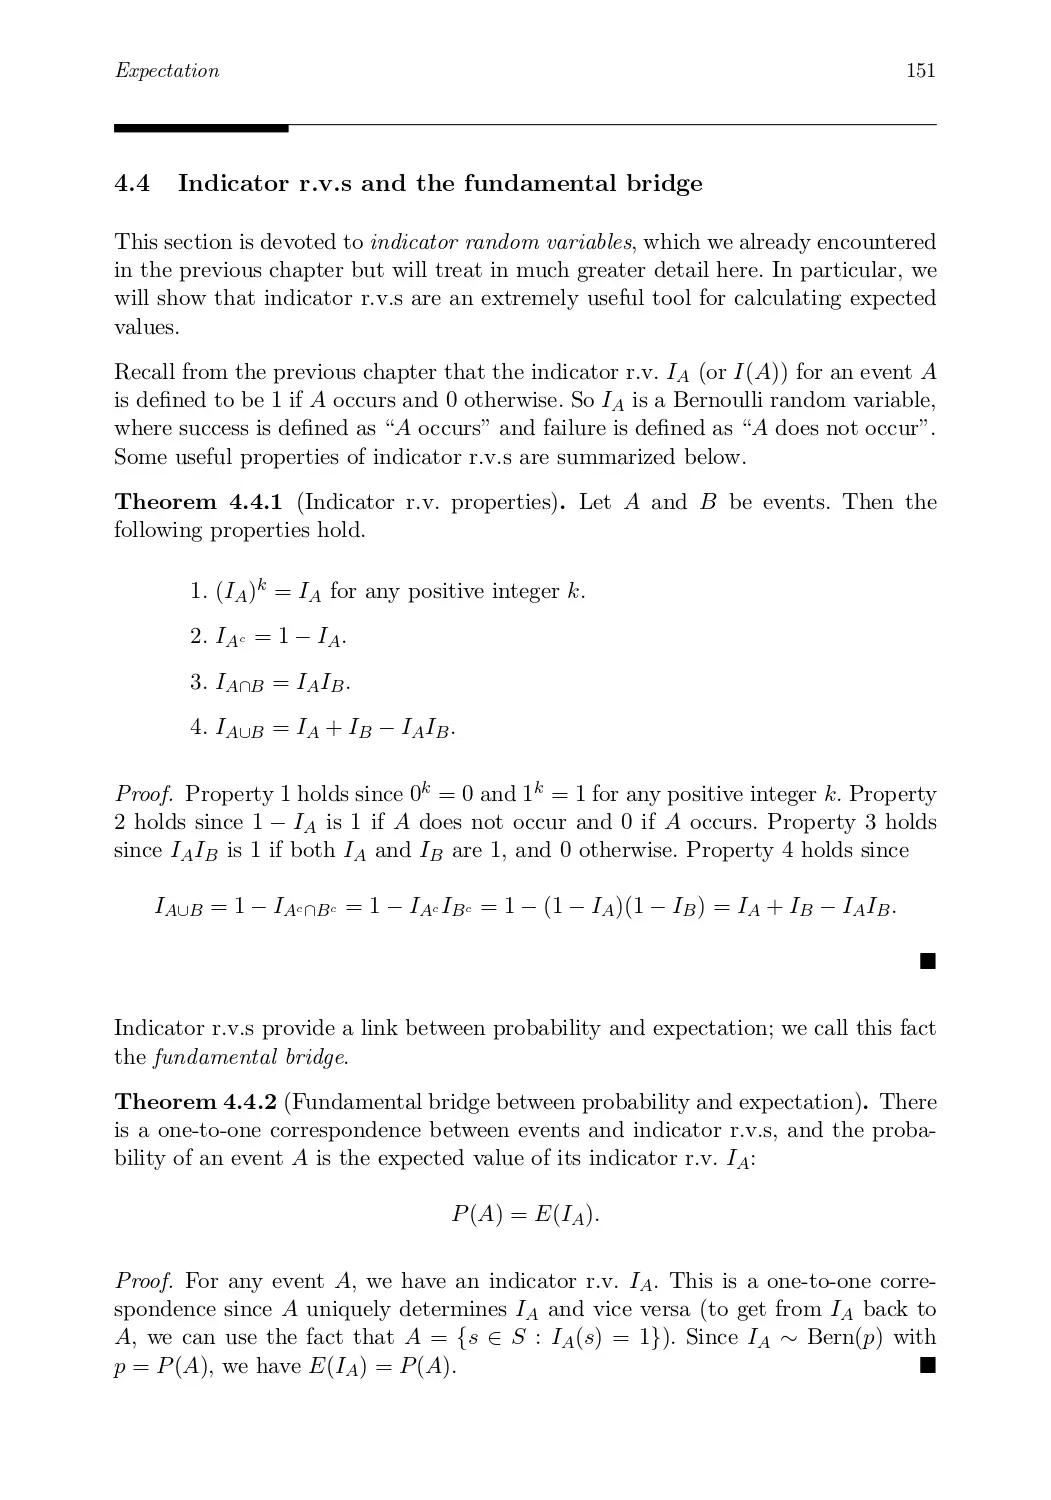 Expectation 151
4.4 Indicator r.v.s and the fundamental bridge
This section is devoted to indicator random variables, which we already encountered
in the previous chapter but will treat in much greater detail here. In particular, we
will show that indicator r.v.s are an extremely useful tool for calculating expected
values.
Recall from the previous chapter that the indicator r.v. I_A (or I(A)) for an event A
is defined to be 1 if A occurs and 0 otherwise. So I_A is a Bernoulli random variable,
where success is defined as “A occurs” and failure is defined as “A does not occur”.
Some useful properties of indicator r.v.s are summarized below.
Theorem 4.4.1 (Indicator r.v. properties). Let A and B be events. Then the
following properties hold.
1. (I_A)^k = I_A for any positive integer k.
2. I_{A^c} = 1 − I_A.
3. I_{A∩B} = I_A I_B.
4. I_{A∪B} = I_A + I_B − I_A I_B.
Proof. Property 1 holds since 0^k = 0 and 1^k = 1 for any positive integer k. Property
2 holds since 1 − I_A is 1 if A does not occur and 0 if A occurs. Property 3 holds
since I_A I_B is 1 if both I_A and I_B are 1, and 0 otherwise. Property 4 holds since
I_{A∪B} = 1 − I_{A^c∩B^c} = 1 − I_{A^c} I_{B^c} = 1 − (1 − I_A)(1 − I_B) = I_A + I_B − I_A I_B.
■
Indicator r.v.s provide a link between probability and expectation; we call this fact
the fundamental bridge.
Theorem 4.4.2 (Fundamental bridge between probability and expectation). There
is a one-to-one correspondence between events and indicator r.v.s, and the proba-
bility of an event A is the expected value of its indicator r.v. I_A:
P(A) = E(I_A).
Proof. For any event A, we have an indicator r.v. I_A. This is a one-to-one corre-
spondence since A uniquely determines I_A and vice versa (to get from I_A back to
A, we can use the fact that A = {s ∈ S : I_A(s) = 1}). Since I_A ∼ Bern(p) with
p = P(A), we have E(I_A) = P(A). ■